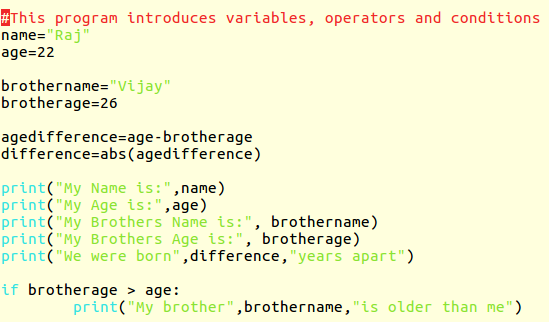 #This program introduces variables, operators and conditions
name="Raj"
age=22
brothername="Vijay"
brotherage=26
agedifference=age-brotherage
difference=abs(agedifference)
print("My Name is:",name)
print("My Age is:",age)
print("My Brothers Name is:", brothername)
print("My Brothers Age is:", brotherage)
print("We were born",difference,"years apart")
if brotherage > age:
        print("My brother",brothername,"is older than me")